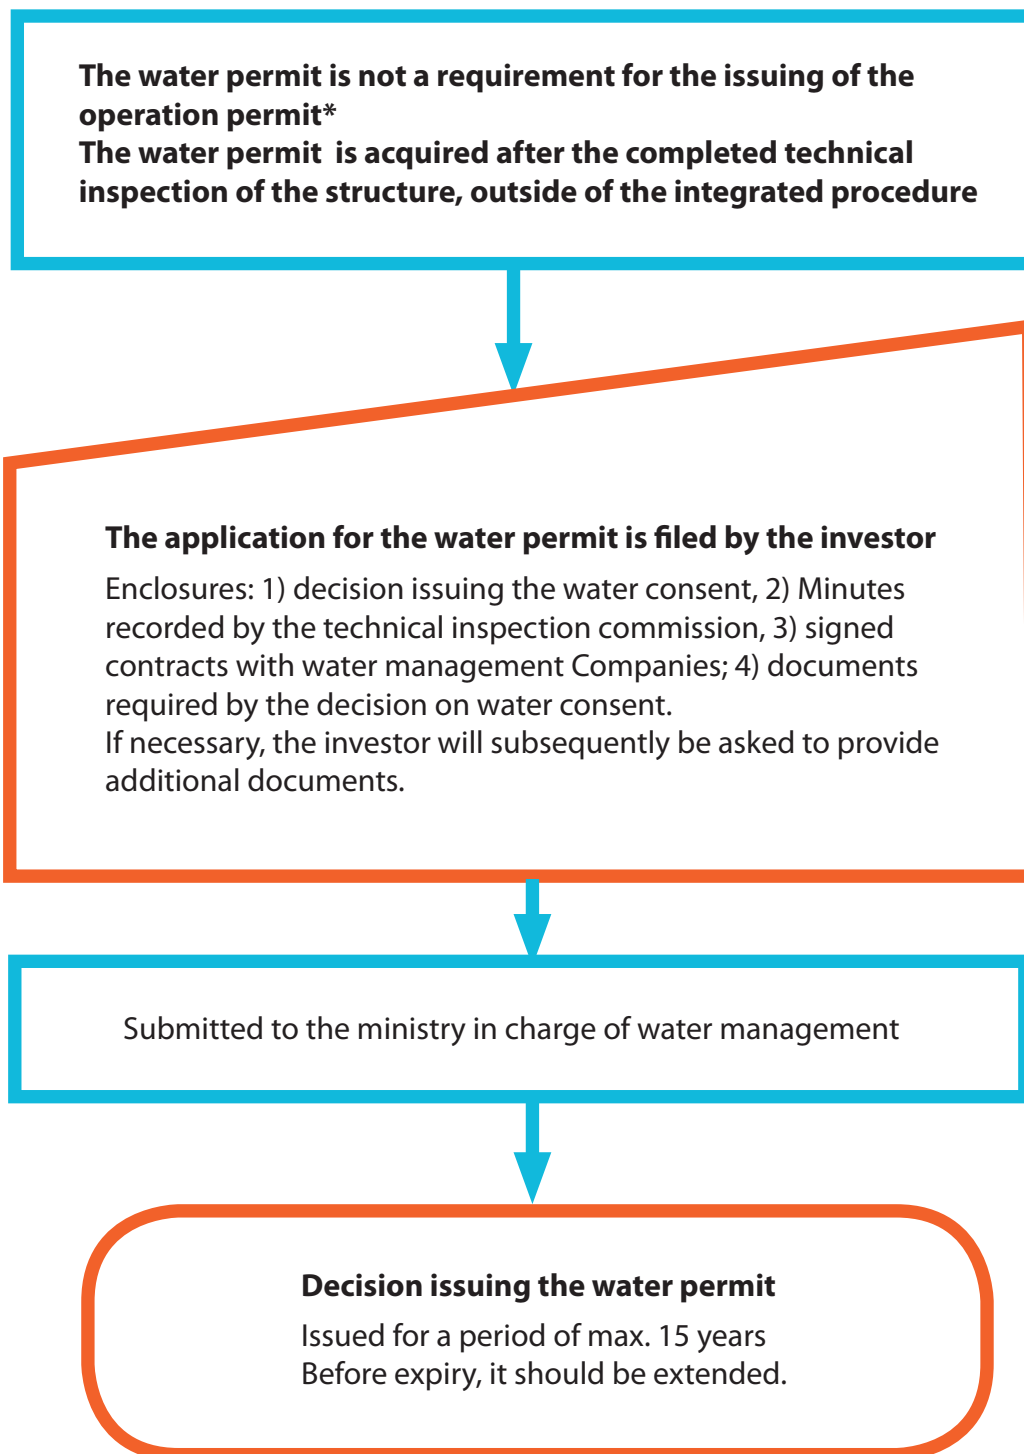 The water permit is not a requirement for the issuing of the
operation permit*
The water permit  is acquired after the completed technical
inspection of the structure, outside of the integrated procedure
The application for the water permit is filed by the investor
Enclosures: 1) decision issuing the water consent, 2) Minutes
recorded by the technical inspection commission, 3) signed
contracts with water management Companies; 4) documents
required by the decision on water consent.
If necessary, the investor will subsequently be asked to provide
additional documents.
Submitted to the ministry in charge of water management
Decision issuing the water permit
Issued for a period of max. 15 years
Before expiry, it should be extended.